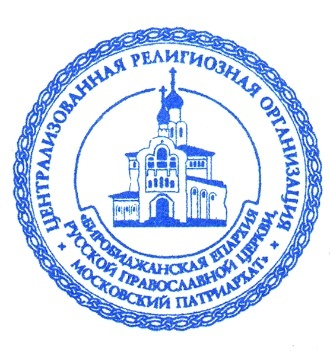 * ЦЕНТРАЛИЗОВАННАЯ РЕЛИГИОЗНАЯ ОРГАНИЗАЦИЯ *
«БИРОБИДЖАНСКАЯ ЕПАРХИЯ
РУССКОЙ ПРАВОСЛАВНОЙ ЦЕРКВИ,
МОСКОВСКИЙ ПАТРИАРХАТ»